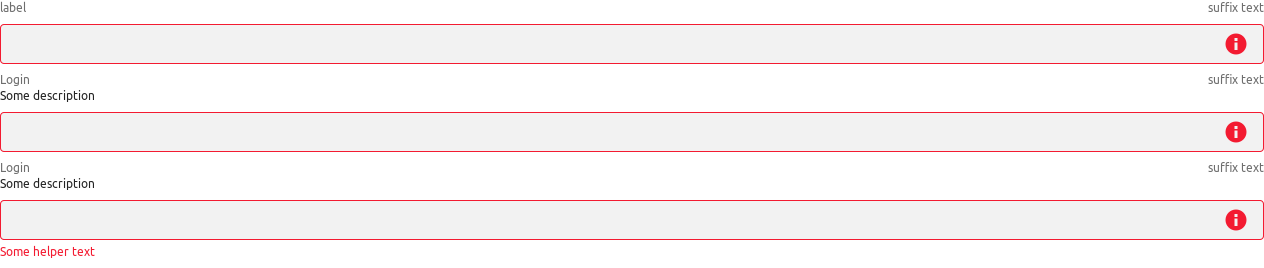 label suffix text
Login suffix text
Some description
Login suffix text
Some description
Some helper text